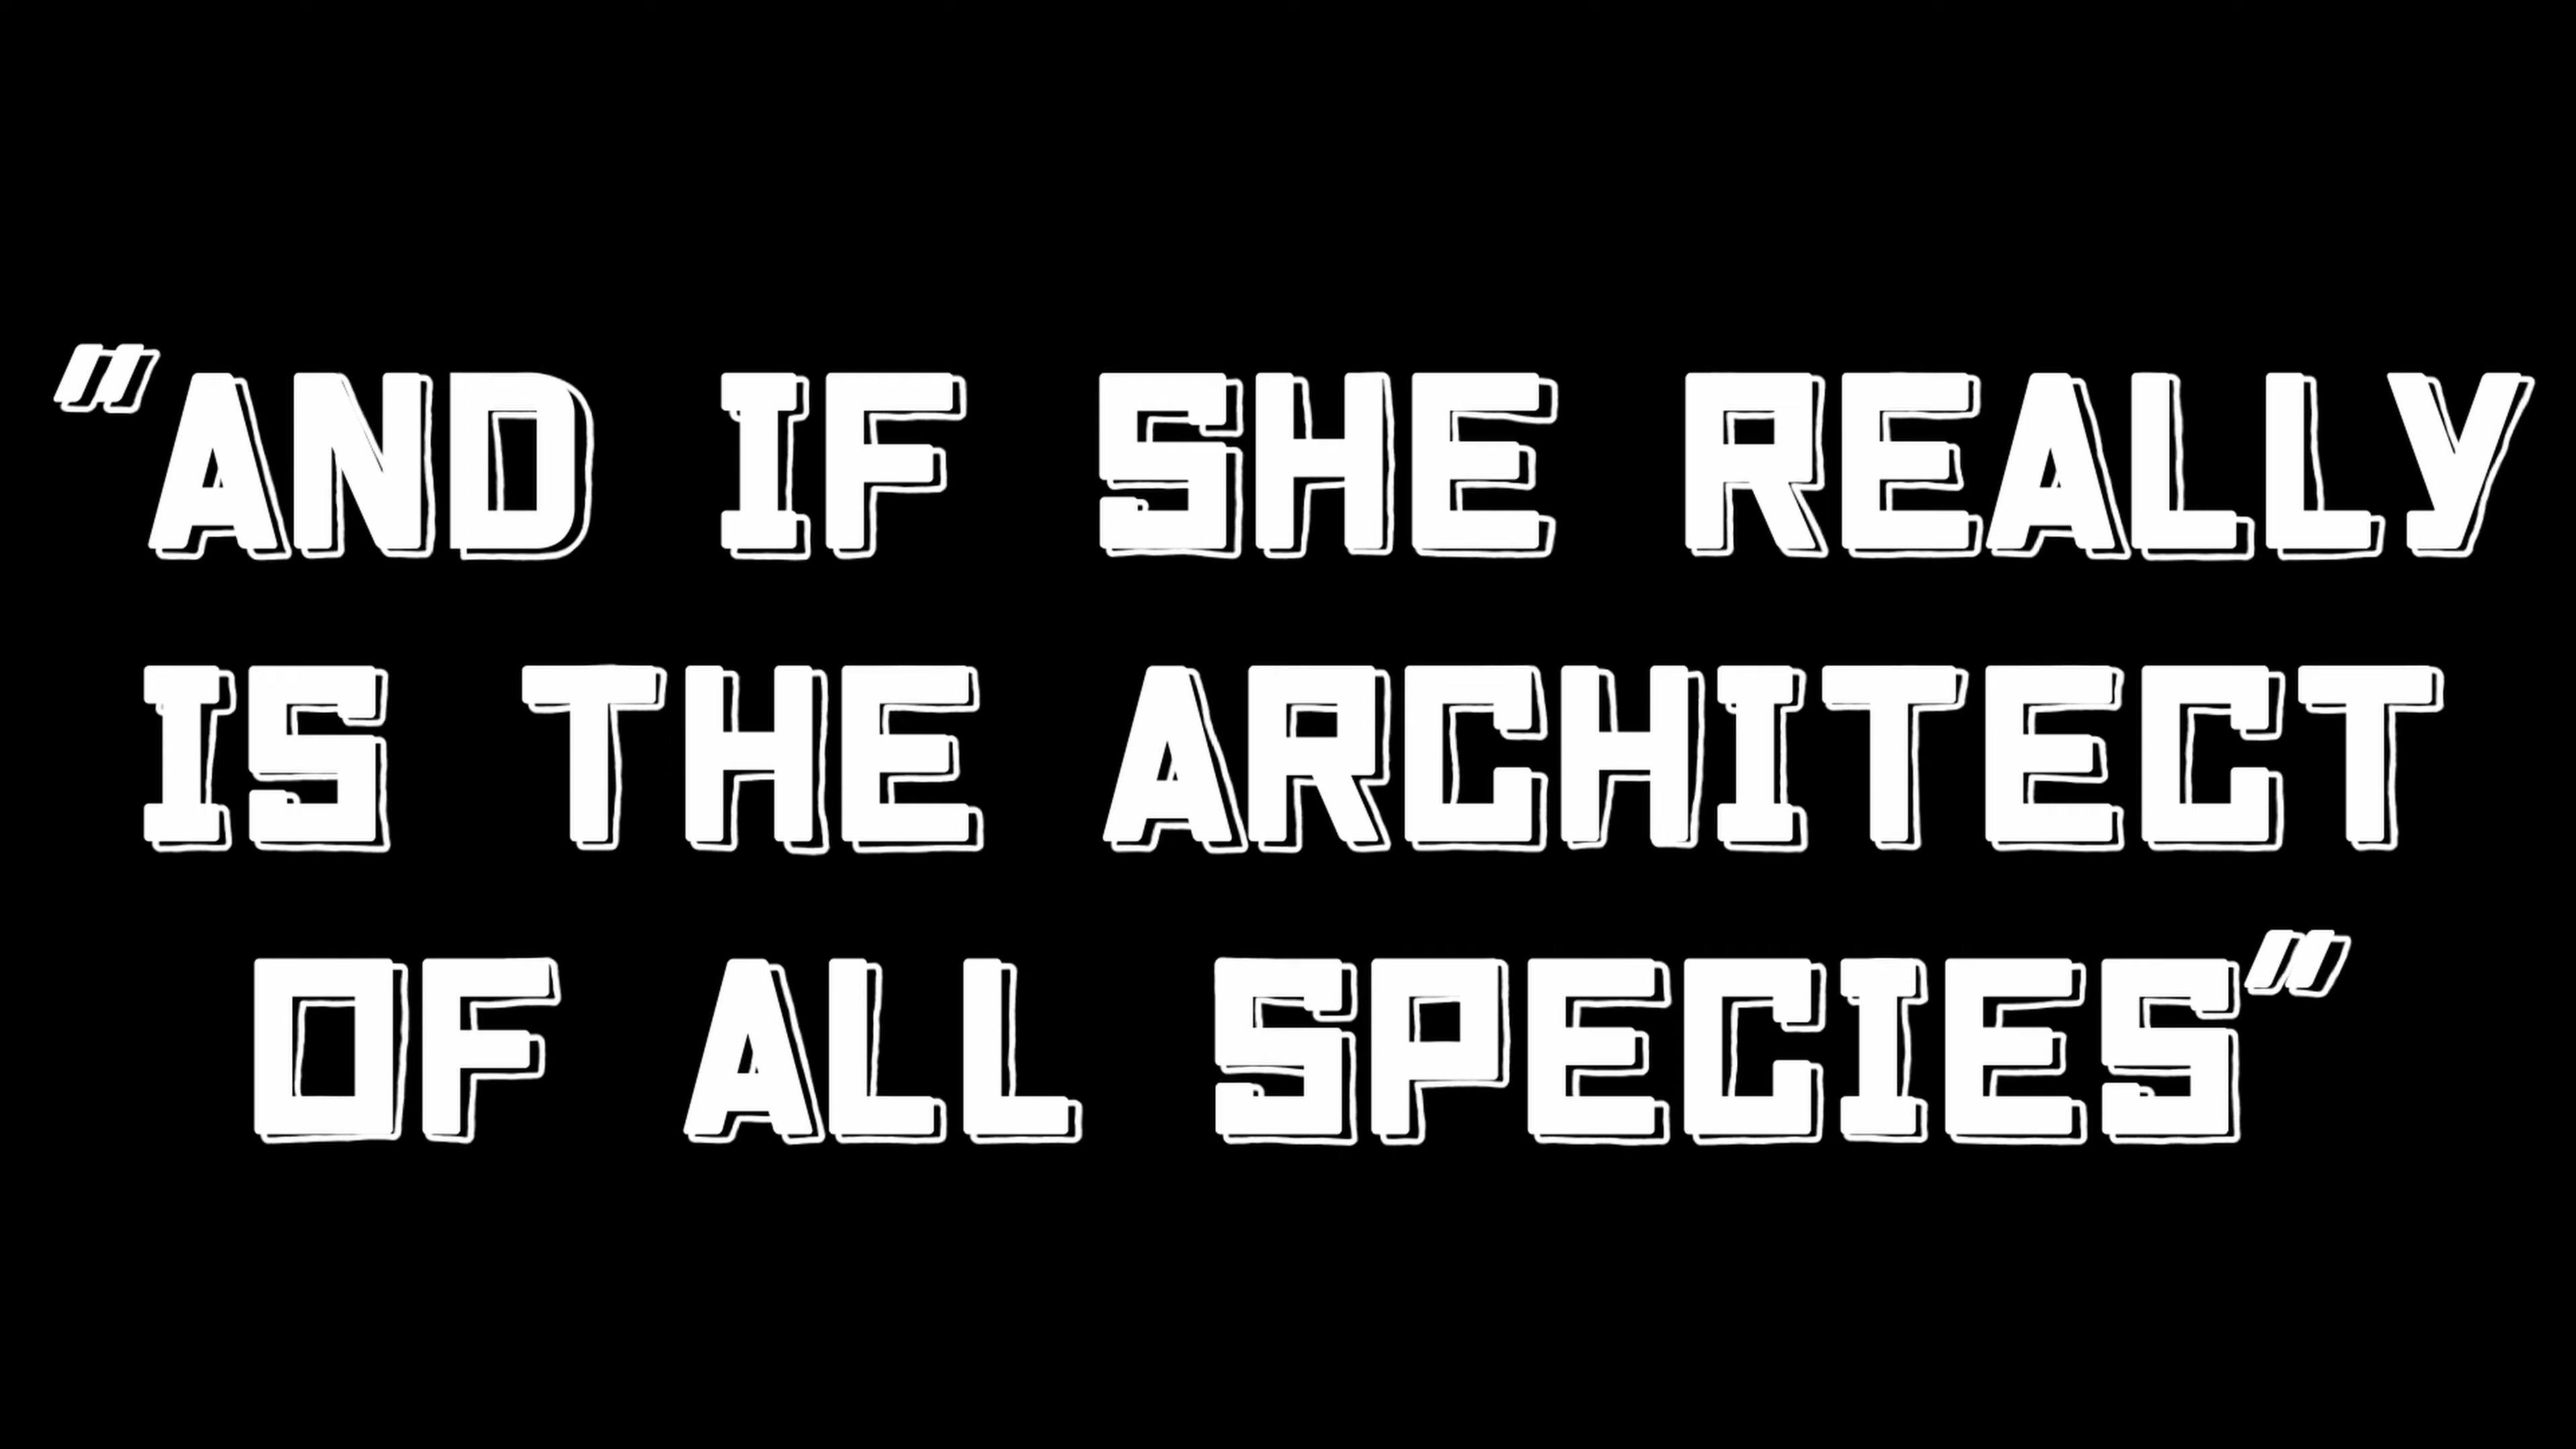 "AND IF SHE REALLY
IS THE ARCHITECT
OF ALL SPECIES"